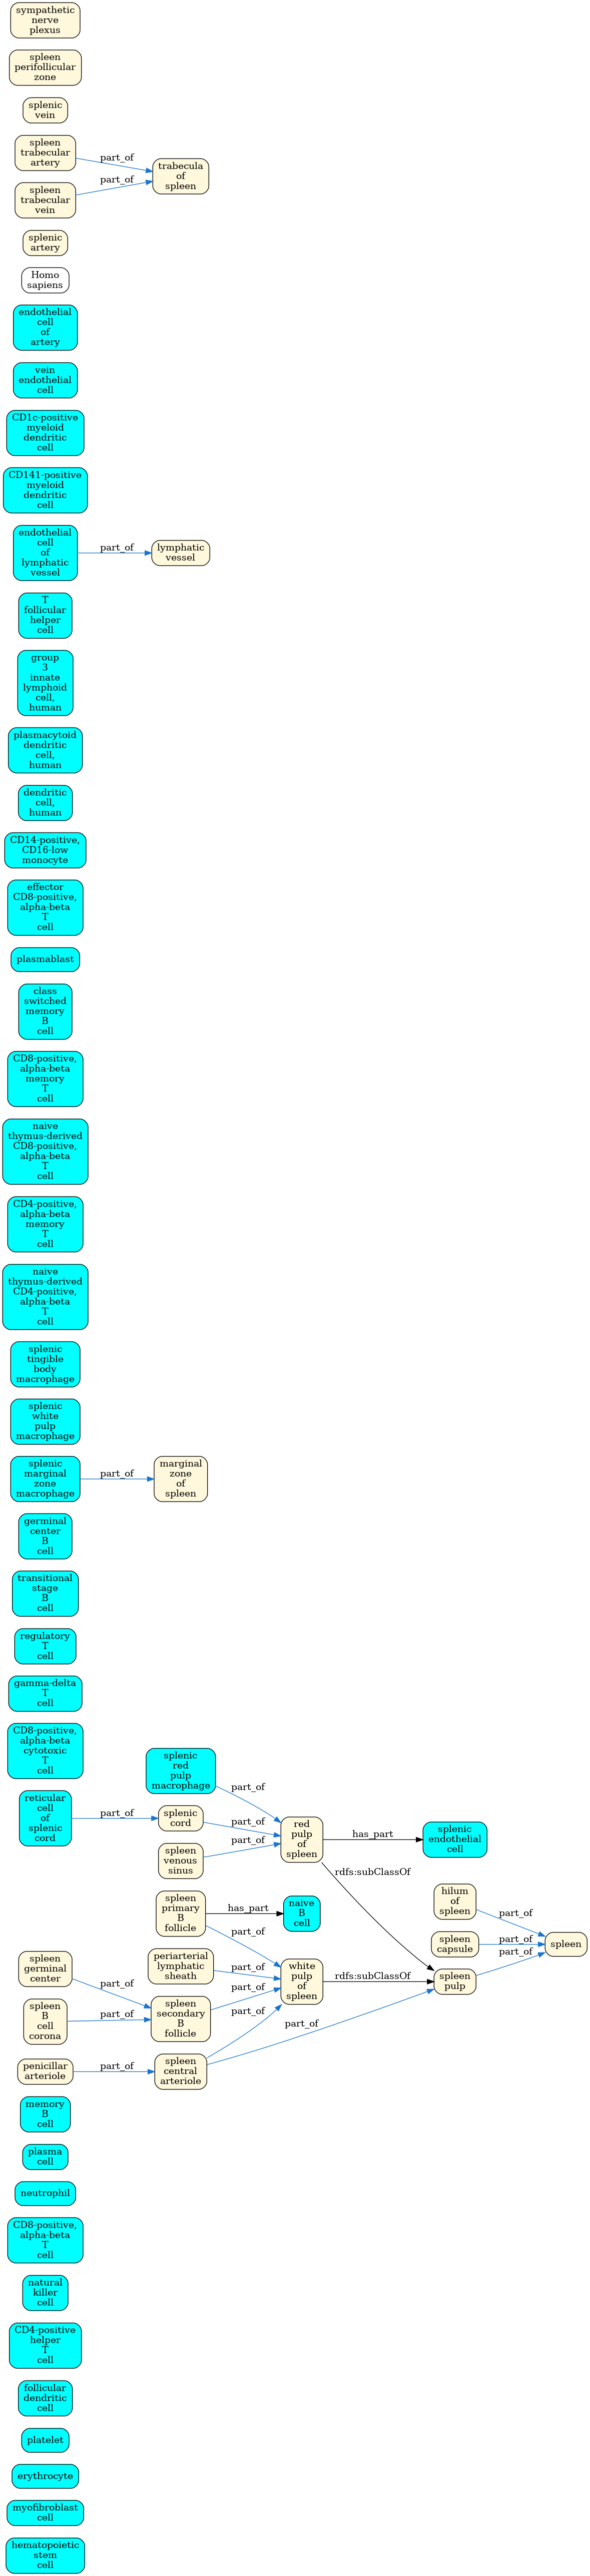 sympathetic
nerve
plexus
spleen
perifollicular
zone
splenic
vein
spleen
trabecular
artery
part_of
trabecula
of
spleen
part_of
spleen
trabecular
vein
splenic
artery
Homo
sapiens
endothelial
cell
of
artery
vein
endothelial
cell
CD1c-positive
myeloid
dendritic
cell
CD141-positive
myeloid
dendritic
cell
endothelial
cell
of
lymphatic
vessel
part_of
lymphatic
vessel
T
follicular
helper
cell
group
3
innate
lymphoid
cell,
human
plasmacytoid
dendritic
cell,
human
dendritic
cell,
human
CD14-positive,
CD16-low
monocyte
effector
CD8-positive,
alpha-beta
T
cell
plasmablast
class
switched
memory
B
cell
CD8-positive,
alpha-beta
memory
T
cell
naive
thymus-derived
CD8-positive,
alpha-beta
T
cell
CD4-positive,
alpha-beta
memory
T
cell
naive
thymus-derived
CD4-positive,
alpha-beta
T
cell
splenic
tingible
body
macrophage
splenic
white
pulp
macrophage
splenic
marginal
zone
macrophage
part_of
marginal
zone
of
spleen
germinal
center
B
cell
transitional
stage
B
cell
regulatory
T
cell
gamma-delta
T
cell
CD8-positive,
alpha-beta
cytotoxic
T
cell
splenic
red
pulp
macrophage
part_of
reticular
cell
of
splenic
cord
part_of
splenic
cord
part_of
spleen
venous
sinus
part_of
red
pulp
of
spleen
has_part
splenic
endothelial
cell
rdfs:subClassOf
spleen
primary
B
follicle
has_part
naive
B
cell
part_of
hilum
of
spleen
part_of
spleen
capsule
part_of
spleen
part_of
periarterial
lymphatic
sheath
part_of
white
pulp
of
spleen
rdfs:subClassOf
spleen
pulp
spleen
germinal
center
part_of
spleen
B
cell
corona
part_of
spleen
secondary
B
follicle
part_of
part_of
part_of
penicillar
arteriole
part_of
spleen
central
arteriole
memory
B
cell
plasma
cell
neutrophil
CD8-positive,
alpha-beta
T
cell
natural
killer
cell
CD4-positive
helper
T
cell
follicular
dendritic
cell
platelet
erythrocyte
myofibroblast
cell
hematopoietic
stem
cell